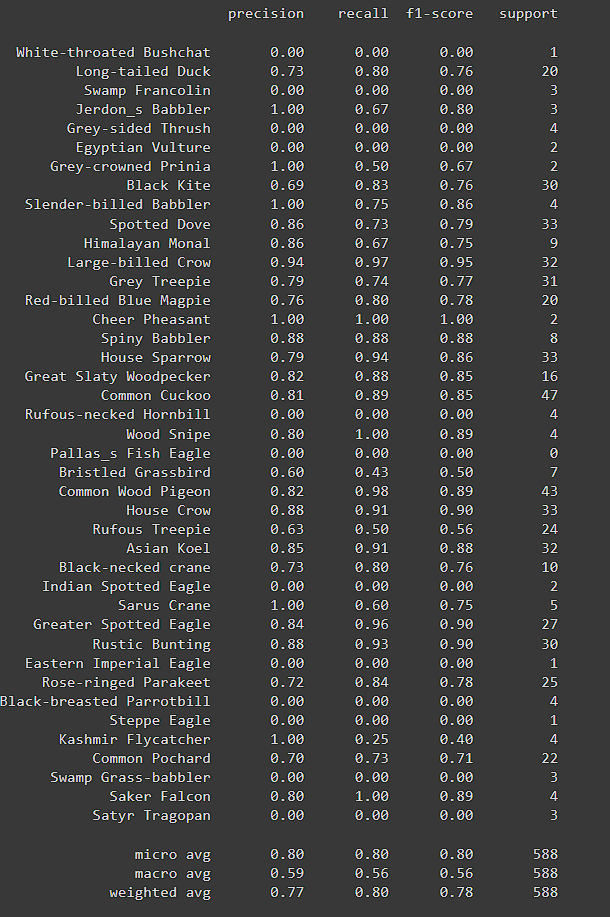 precision recall f1-score support
White-throated Bushchat 0.00 0.00 0.00 1
Long-tailed Duck 0.73 0.80 0.76 20
Swamp Francolin 0.00 0.00 0.00 3
Jerdon_s Babbler 1.00 0.67 0.80 3
Grey-sided Thrush 0.00 0.00 0.00 4
Egyptian Vulture 0.00 0.00 0.00 2
Grey-crowned Prinia 1.00 0.50 0.67 2
Black Kite 0.69 0.83 0.76 30
Slender-billed Babbler 1.00 0.75 0.86 4
Spotted Dove 0.86 0.73 0.79 33
Himalayan Monal 0.86 0.67 0.75 9
Large-billed Crow 0.94 0.97 0.95 32
Grey Treepie 0.79 0.74 0.77 31
Red-billed Blue Magpie 0.76 0.80 0.78 20
Cheer Pheasant 1.00 1.00 1.00 2
Spiny Babbler 0.88 0.88 0.88 8
House Sparrow 0.79 0.94 0.86 33
Great Slaty Woodpecker 0.82 0.88 0.85 16
Common Cuckoo 0.81 0.89 0.85 47
Rufous-necked Hornbill 0.00 0.00 0.00 4
Wood Snipe 0.80 1.00 0.89 4
Pallas_s Fish Eagle 0.00 0.00 0.00 0
Bristled Grassbird 0.60 0.43 0.50 7
Common Wood Pigeon 0.82 0.98 0.89 43
House Crow 0.88 0.91 0.90 33
Rufous Treepie 0.63 0.50 0.56 24
Asian Koel 0.85 0.91 0.88 32
Black-necked crane 0.73 0.80 0.76 10
Indian Spotted Eagle 0.00 0.00 0.00 2
Sarus Crane 1.00 0.60 0.75 5
Greater Spotted Eagle 0.84 0.96 0.90 27
Rustic Bunting 0.88 0.93 0.90 30
Eastern Imperial Eagle 0.00 0.00 0.00 1
Rose-ringed Parakeet 0.72 0.84 0.78 25
Black-breasted Parrotbill 0.00 0.00 0.00 4
Steppe Eagle 0.00 0.00 0.00 1
Kashmir Flycatcher 1.00 0.25 0.40 4
Common Pochard 0.70 0.73 0.71 22
Swamp Grass-babbler 0.00 0.00 0.00 3
Saker Falcon 0.80 1.00 0.89 4
Satyr Tragopan 0.00 0.00 0.00 3
micro avg 0.80 0.80 0.80 588
macro avg 0.59 0.56 0.56 588
weighted avg 0.77 0.80 0.78 588